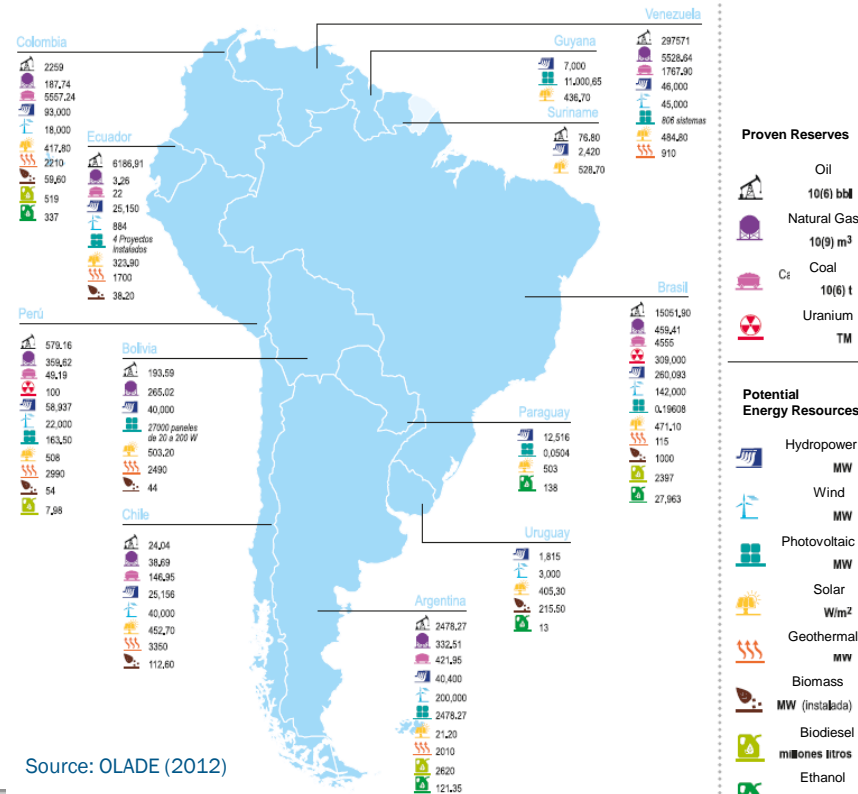 Colombia
2259
187.74
5557.24
93,000
18,000
417.80
2210
59,60
519
337
Ecuador
6186,91
3,26
22
25,150
884
4 Proyectos
Instalados
323.90
1700
38.20
Perú
579.16
359,62
49,19
100
58,937
22,000
163,50
508
2990
54
7,98
Bolivia
193,59
265.02
40,000
27000 paneles
de 20 a 200 W
503,20
2490
44
Chile
24,04
38,69
146,95
25,156
40,000
452,70
3350
112,60
Guyana
7,000
11.000,65
436,70
Suriname
76.80
2,420
528.70
Venezuela
297571
5528.64
1767.90
46,000
45,000
806 sistemas
484,80
910
Brasil
15051,90
459,41
4555
309,000
260,093
142,000
0.19608
471,10
115
1000
2397
27,963
Paraguay
12,516
0,0504
503
138
Uruguay
1,815
3,000
405,30
215.50
13
Argentina
2478.27
332,51
421.95
40,400
200,000
2478.27
21.20
2010
2620
121.35
Source: OLADE (2012)
Proven Reserves
Oil
10(6) bbl
Natural Gas
10(9) m³
Ca Coal
10(6) t
Uranium
TM
Potential
Energy Resources
Hydropower
MW
Wind
MW
Photovoltaic
MW
Solar
W/m²
Geothermal
MW
Biomass
MW (instalada)
Biodiesel
millones litros
Ethanol